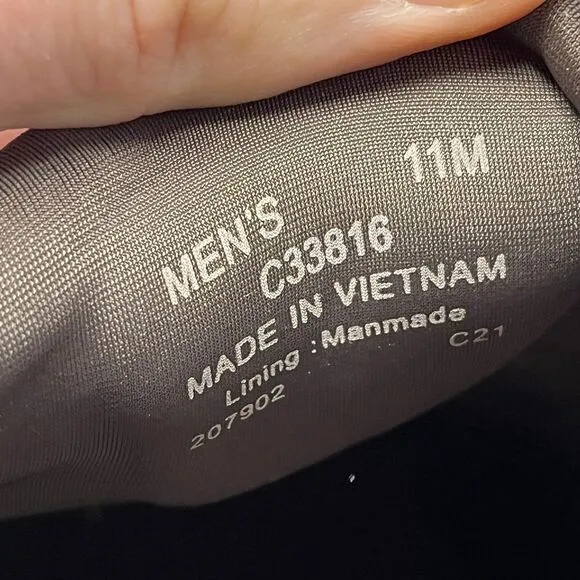 MEN'S 11M
C33816
MADE IN VIETNAM
Lining : Manmade
207902 C21